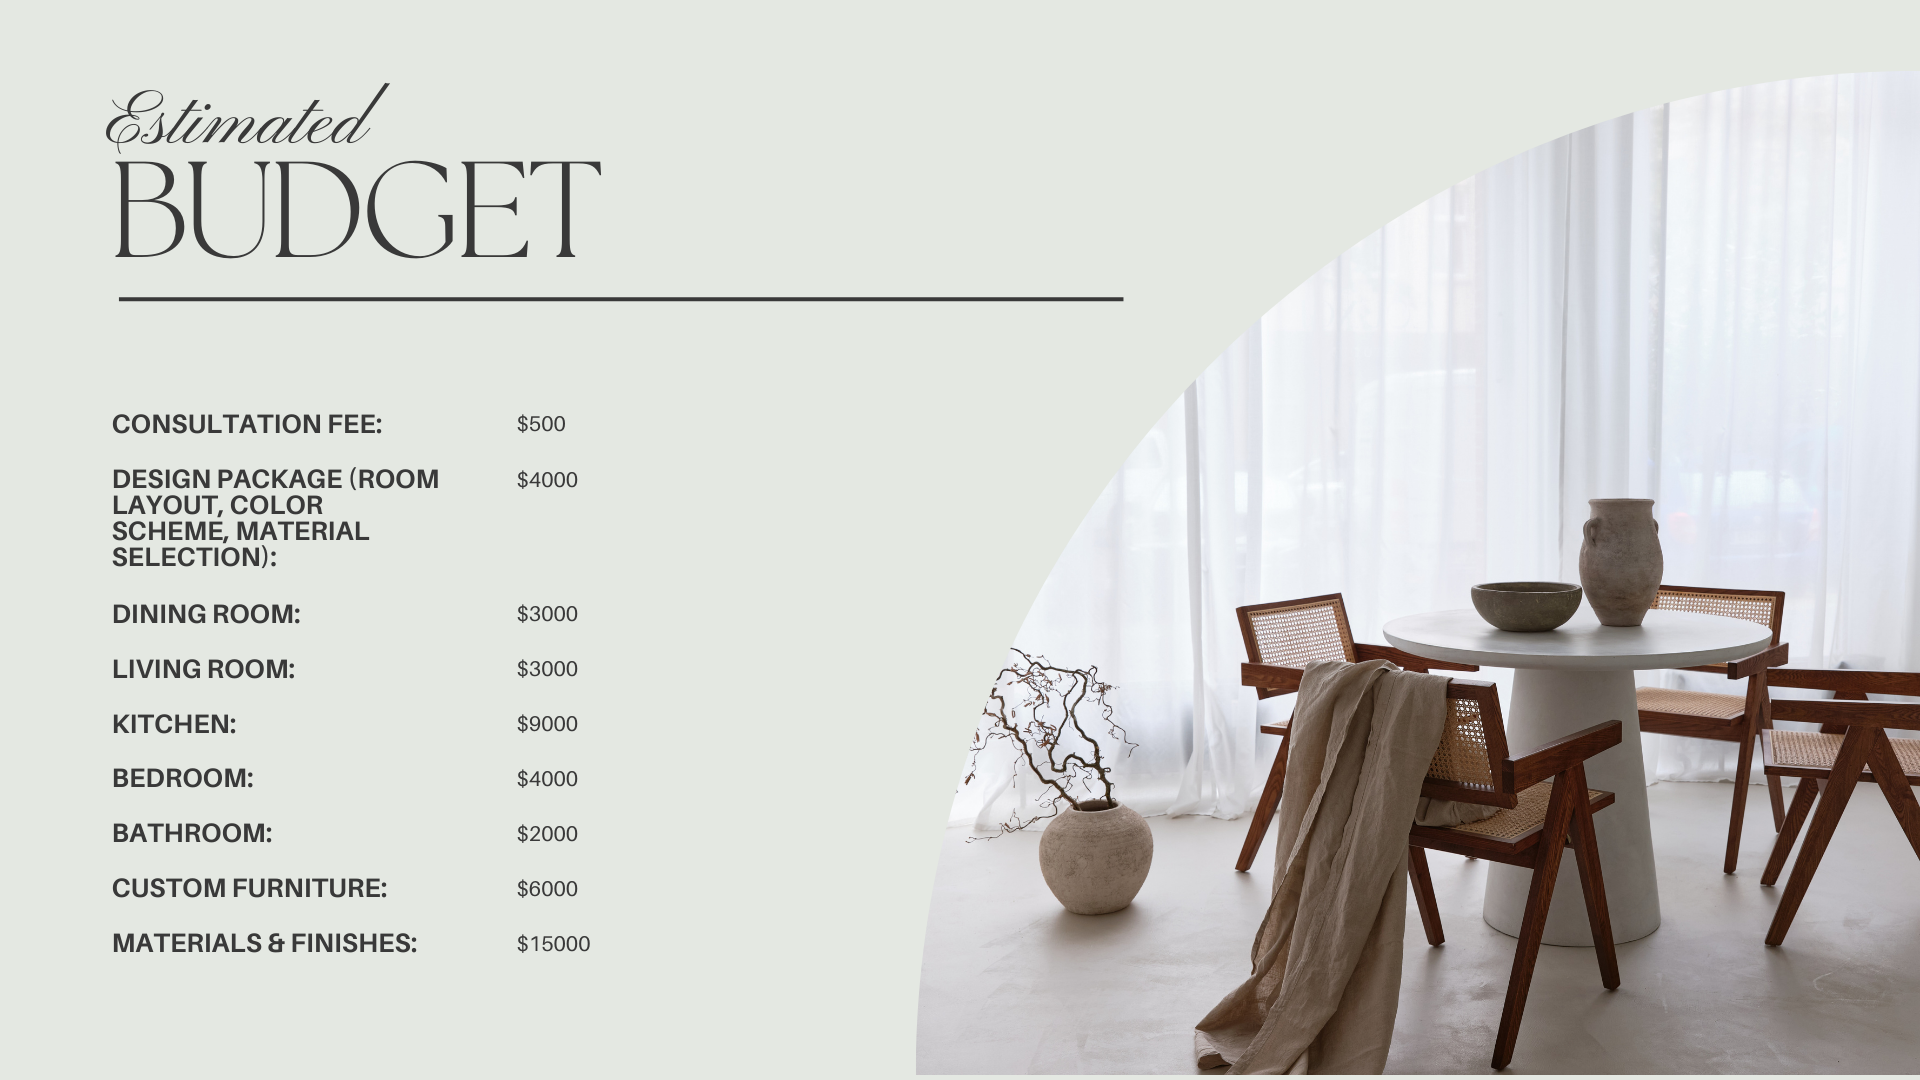 Estimated
BUDGET
CONSULTATION FEE: $500
DESIGN PACKAGE (ROOM $4000
LAYOUT, COLOR
SCHEME, MATERIAL
SELECTION):
DINING ROOM: $3000
LIVING ROOM: $3000
KITCHEN: $9000
BEDROOM: $4000
BATHROOM: $2000
CUSTOM FURNITURE: $6000
MATERIALS & FINISHES: $15000